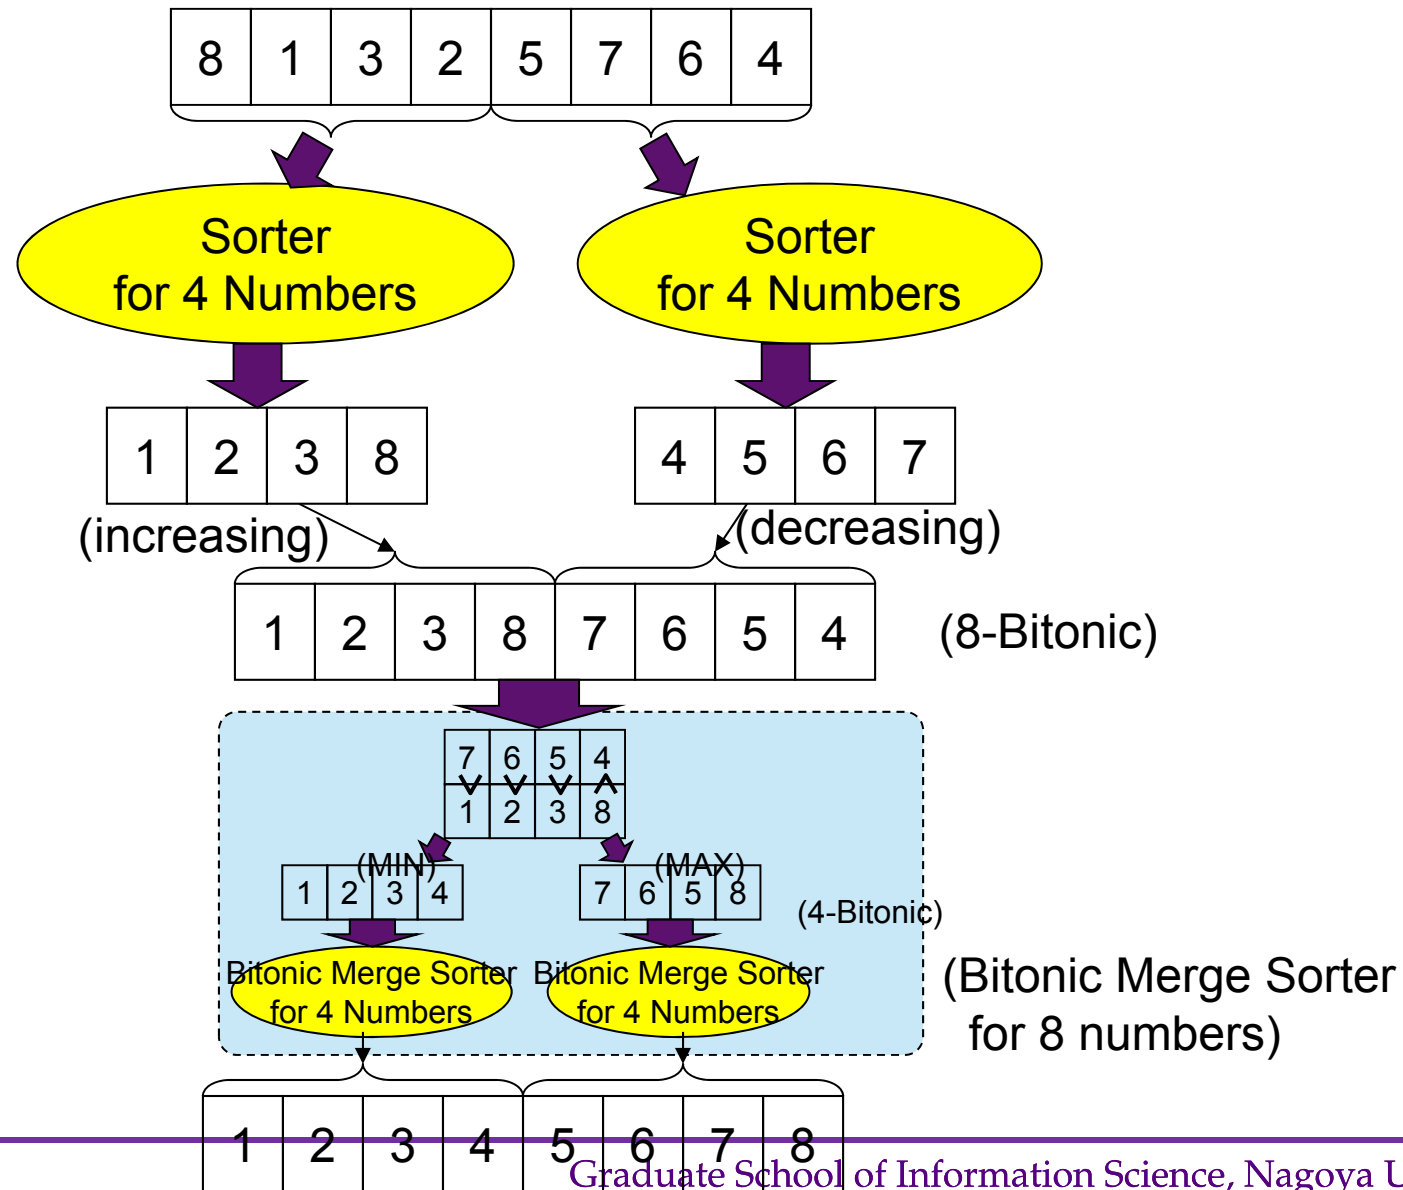 8 1 3 2 5 7 6 4
Sorter
for 4 Numbers
Sorter
for 4 Numbers
1 2 3 8
4 5 6 7
(increasing)
(decreasing)
1 2 3 8 7 6 5 4
(8-Bitonic)
7 6 5 4
1 2 3 8
(MIN)
(MAX)
1 2 3 4
7 6 5 8
(4-Bitonic)
Bitonic Merge Sorter
for 4 Numbers
Bitonic Merge Sorter
for 4 Numbers
(Bitonic Merge Sorter
for 8 numbers)
1 2 3 4 5 6 7 8
Graduate School of Information Science, Nagoya U